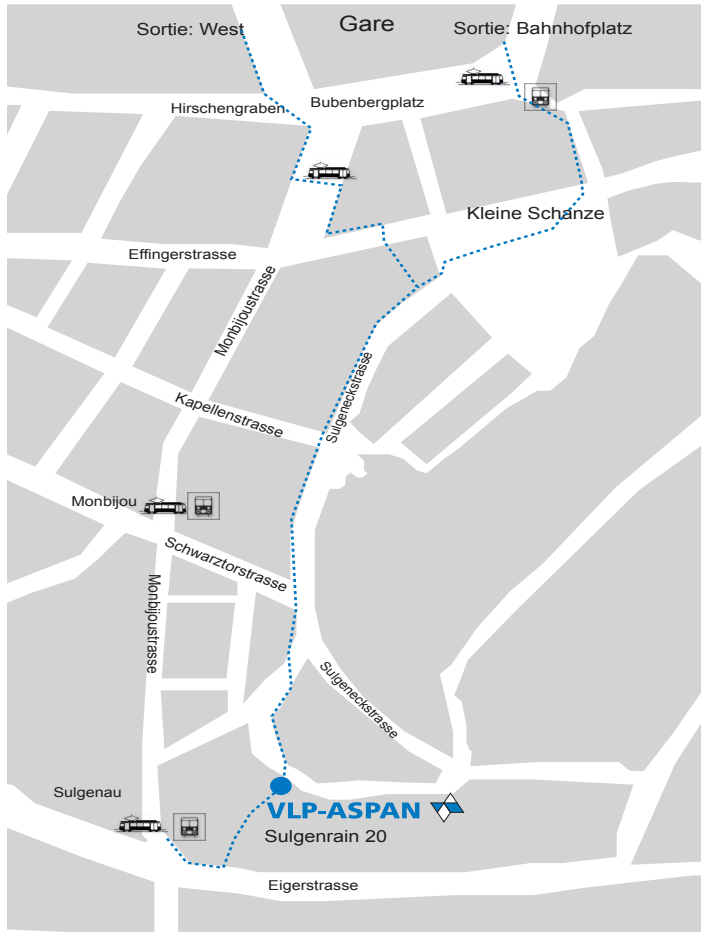 Gare
Sortie: West
Sortie: Bahnhofplatz
Hirschengraben
Bubenbergplatz
Kleine Schanze
Effingerstrasse
Monbijoustrasse
Sulgeneckstrasse
Kapellenstrasse
Monbijou
Schwarztorstrasse
Monbijoustrasse
Sulgeneckstrasse
Sulgenau
VLP-ASPAN
Sulgenrain 20
Eigerstrasse